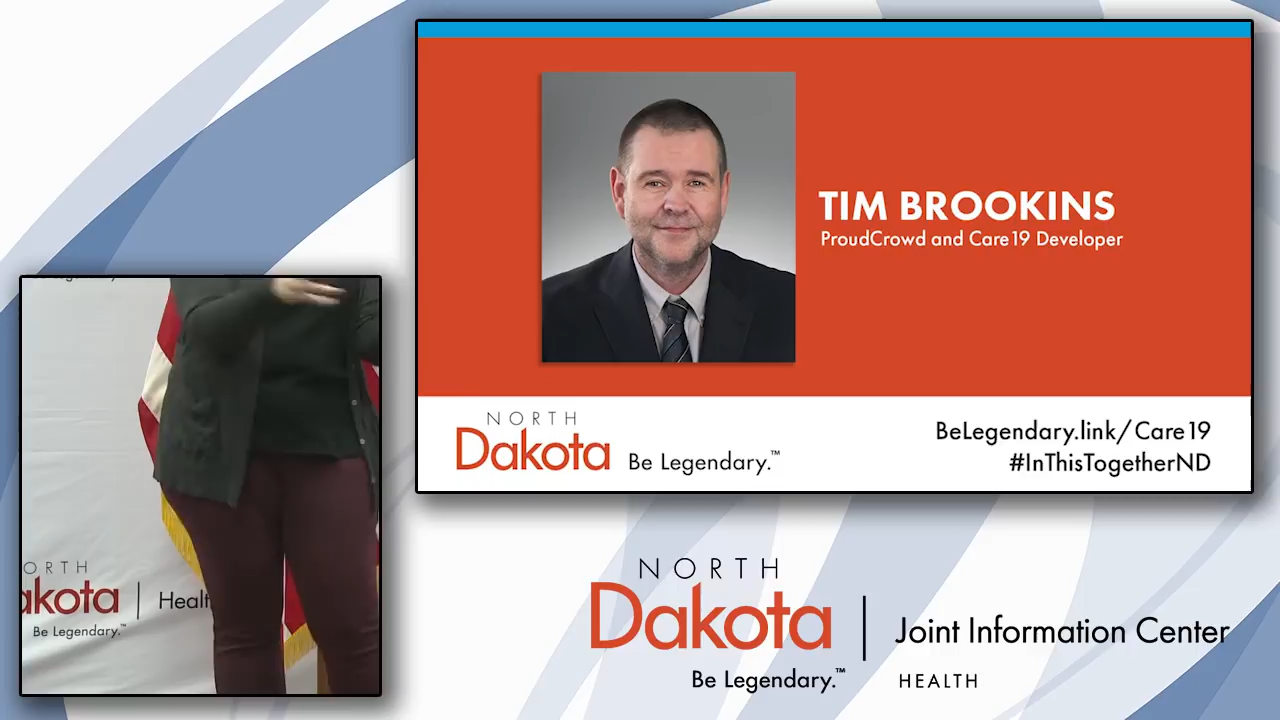 TIM BROOKINS
ProudCrowd and Care19 Developer
NORTH
Dakota
Be Legendary.™
BeLegendary.link/Care19
#InThisTogetherND
ORTH
akota
Be Legendary.™
NORTH
Dakota
Be Legendary.™
Joint Information Center
HEALTH